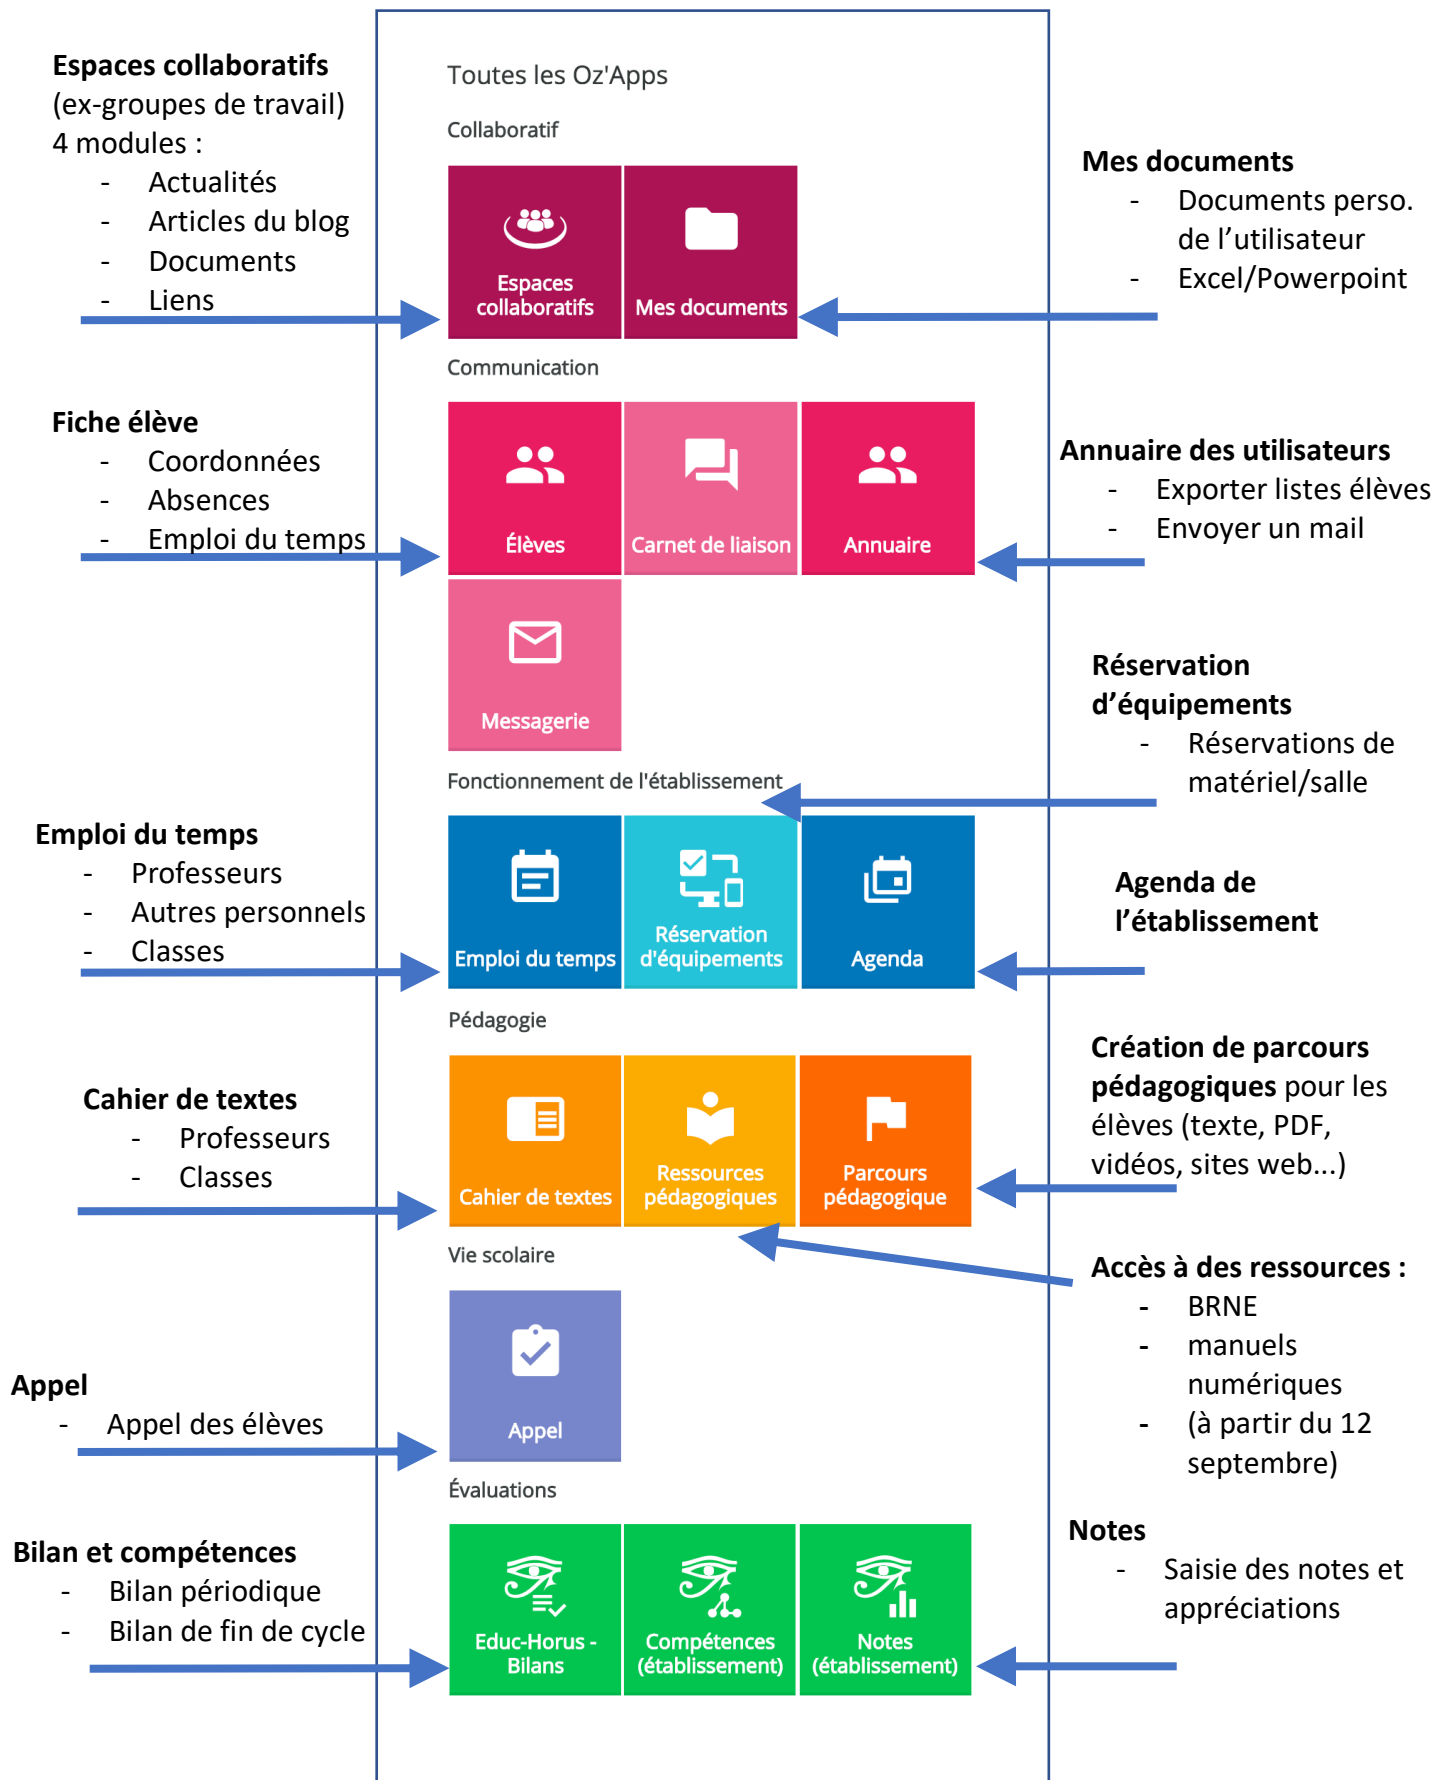 Espaces collaboratifs
(ex-groupes de travail)
4 modules :
- Actualités
- Articles du blog
- Documents
- Liens
Toutes les Oz'Apps
Collaboratif
Espaces
collaboratifs
Mes documents
Mes documents
- Documents perso.
de l’utilisateur
- Excel/Powerpoint
Communication
Fiche élève
- Coordonnées
- Absences
- Emploi du temps
Élèves
Carnet de liaison
Annuaire
Annuaire des utilisateurs
- Exporter listes élèves
- Envoyer un mail
Messagerie
Réservation
d’équipements
- Réservations de
matériel/salle
Fonctionnement de l'établissement
Emploi du temps
- Professeurs
- Autres personnels
- Classes
Emploi du temps
Réservation
d'équipements
Agenda
Agenda de
l’établissement
Pédagogie
Cahier de textes
- Professeurs
- Classes
Cahier de textes
Ressources
pédagogiques
Parcours
pédagogique
Création de parcours
pédagogiques pour les
élèves (texte, PDF,
vidéos, sites web...)
Vie scolaire
Accès à des ressources :
- BRNE
- manuels
numériques
- (à partir du 12
septembre)
Appel
- Appel des élèves
Appel
Évaluations
Bilan et compétences
- Bilan périodique
- Bilan de fin de cycle
Educ-Horus -
Bilans
Compétences
(établissement)
Notes
(établissement)
Notes
- Saisie des notes et
appréciations